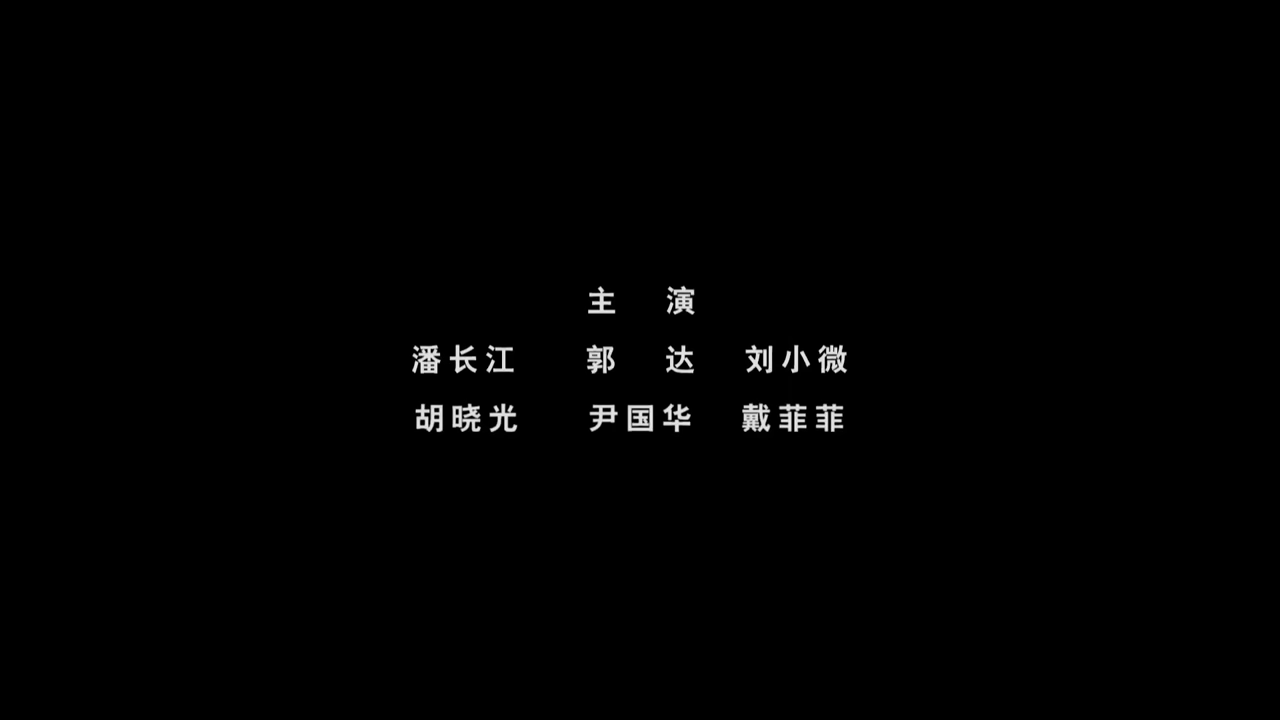 主 演
潘长江 郭 达 刘小微
胡晓光 尹国华 戴菲菲